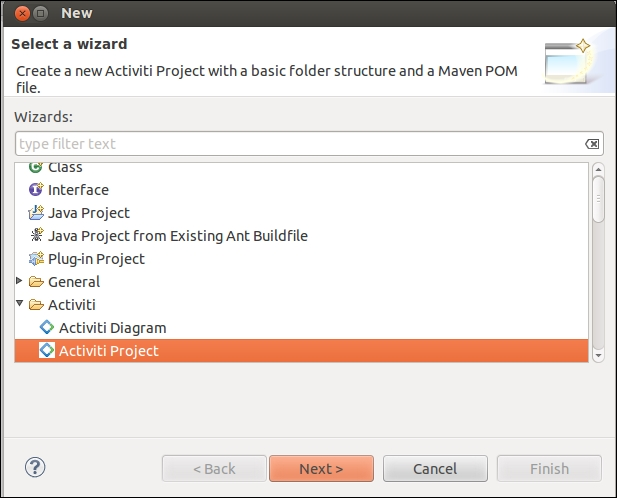 New
Select a wizard
Create a new Activiti Project with a basic folder structure and a Maven POM
file.
Wizards:
type filter text
Class
Interface
Java Project
Java Project from Existing Ant Buildfile
Plug-in Project
General
Activiti
Activiti Diagram
Activiti Project
< Back Next > Cancel Finish